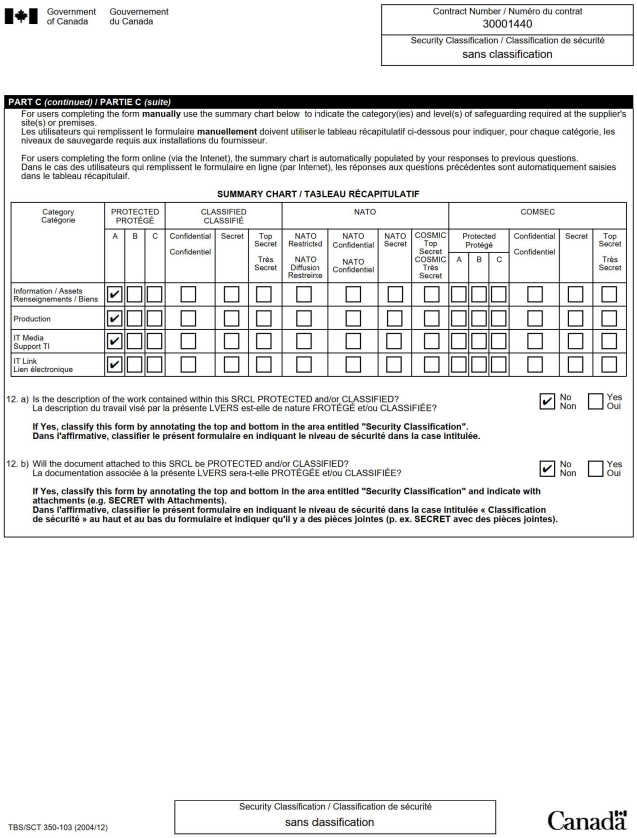 Government of Canada
Gouvernement du Canada
Contract Number / Numéro du contrat
30001440
Security Classification / Classification de sécurité
sans classification
PART C (continued) / PARTIE C (suite)
For users completing the form manually use the summary chart below to indicate the category(ies) and level(s) of safeguarding required at the supplier's
site(s) or premises.
Les utilisateurs qui remplissent le formulaire manuellement doivent utiliser le tableau récapitulatif ci-dessous pour indiquer, pour chaque catégorie, les
niveaux de sauvegarde requis aux installations du fournisseur.
For users completing the form online (via the Intenet), the summary chart is automatically populated by your responses to previous questions.
Dans le cas des utilisateurs qui remplissent le formulaire en ligne (par Internet), les réponses aux questions précédentes sont automatiquement saisies
dans le tableau récapitulaif.
SUMMARY CHART / TABLEAU RÉCAPITULATIF
Category
Catégorie
PROTECTED
PROTÉGÉ
CLASSIFIED
CLASSIFIÉ
NATO
COMSEC
A B C
Confidential
Confidentiel
Secret
Top
Secret
Très
Secret
NATO
Restricted
NATO
Diffusion
Restreinte
NATO
Confidential
NATO
Confidentiel
NATO
Secret
COSMIC
Top
Secret
COSMIC
Très
Secret
Protected
Protégé
A B C
Confidential
Confidentiel
Secret
Top
Secret
Très
Secret
Information / Assets
Renseignements / Biens
Production
IT Media
Support TI
IT Link
Lien électronique
12. a) Is the description of the work contained within this SRCL PROTECTED and/or CLASSIFIED?
La description du travail visé par la présente LVERS est-elle de nature PROTÉGÉE et/ou CLASSIFIÉE?
No
Non
Yes
Oui
If Yes, classify this form by annotating the top and bottom in the area entitled "Security Classification".
Dans l'affirmative, classifier le présent formulaire en indiquant le niveau de sécurité dans la case intitulée.
12. b) Will the document attached to this SRCL be PROTECTED and/or CLASSIFIED?
La documentation associée à la présente LVERS sera-t-elle PROTÉGÉE et/ou CLASSIFIÉE?
No
Non
Yes
Oui
If Yes, classify this form by annotating the top and bottom in the area entitled "Security Classification" and indicate with
attachments (e.g. SECRET with Attachments).
Dans l'affirmative, classifier le présent formulaire en indiquant le niveau de sécurité dans la case intitulée « Classification
de sécurité » au haut et au bas du formulaire et indiquer qu'il y a des pièces jointes (p. ex. SECRET avec des pièces jointes).
TBS/SCT 350-103 (2004/12)
Security Classification / Classification de sécurité
sans classification
Canada